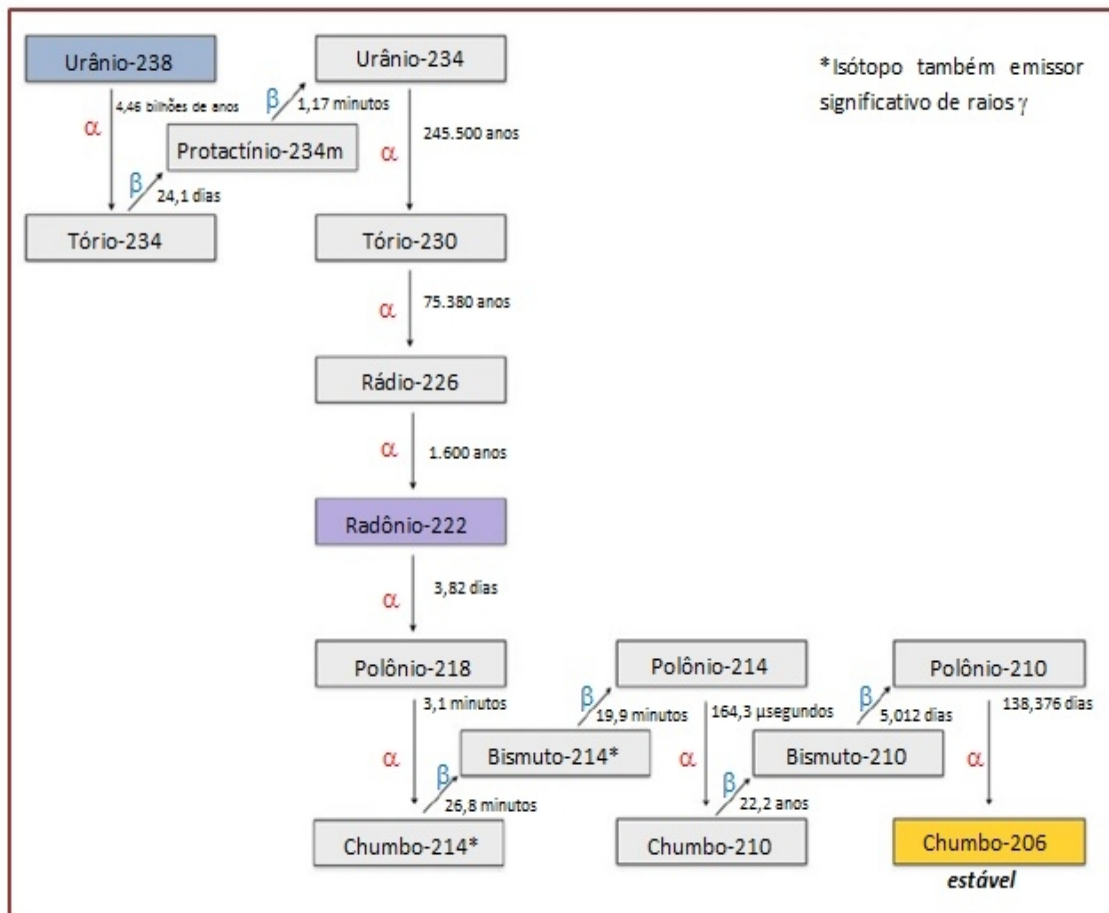 Urânio-238
Urânio-234
*Isótopo também emissor
significativo de raios γ
α
4,46 bilhões de anos
β
1,17 minutos
Protactínio-234m
α
245.500 anos
β
24,1 dias
Tório-234
Tório-230
α
75.380 anos
Rádio-226
α
1.600 anos
Radônio-222
α
3,82 dias
Polônio-218
Polônio-214
Polônio-210
3,1 minutos
β
19,9 minutos
164,3 µsegundos
β
5,012 dias
138,376 dias
α
Bismuto-214*
α
Bismuto-210
α
β
26,8 minutos
β
22,2 anos
Chumbo-214*
Chumbo-210
Chumbo-206
estável